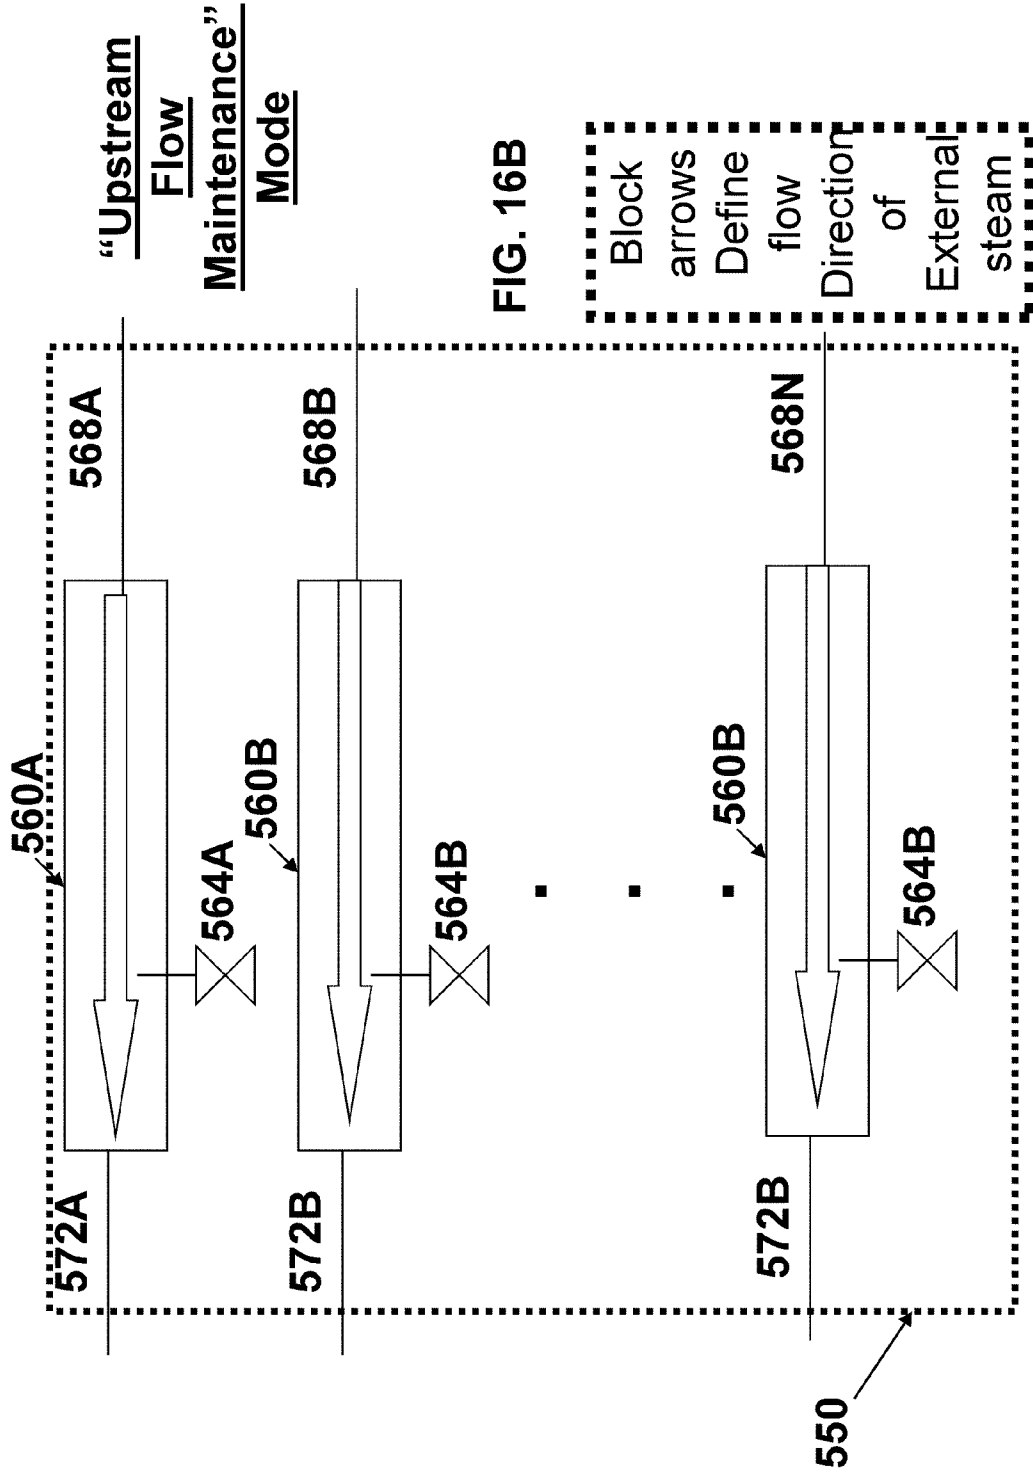 “Upstream
Flow
Maintenance”
Mode
FIG. 16B
Block
arrows
Define
flow
Direction
of
External
steam
568A
568B
568N
560A
560B
560B
564A
564B
564B
572A
572B
572B
550